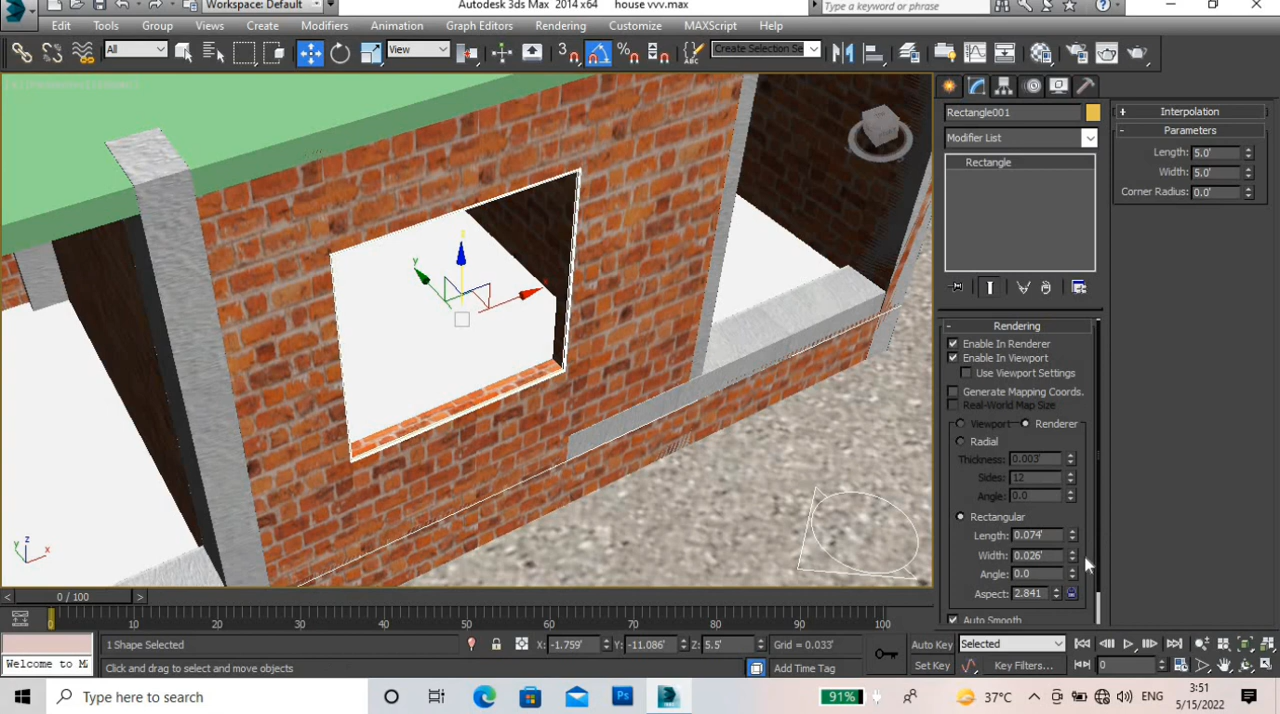 Workspace: Default
Autodesk 3ds Max 2014 x64
house vvv.max
Type a keyword or phrase
Edit
Tools
Group
Views
Create
Modifiers
Animation
Graph Editors
Rendering
Customize
MAXScript
Help
All
View
3
Create Selection Se
Rectangle001
Modifier List
Rectangle
Interpolation
Parameters
Length: 5.0'
Width: 5.0'
Corner Radius: 0.0'
Rendering
Enable In Renderer
Enable In Viewport
Use Viewport Settings
Generate Mapping Coords.
Real-World Map Size
Viewport
Renderer
Radial
Thickness: 0.003'
Sides: 12
Angle: 0.0
Rectangular
Length: 0.074'
Width: 0.026'
Angle: 0.0
Aspect: 2.841
Auto Smooth
y
z
x
0 / 100
0
10
20
30
40
50
60
70
80
90
100
1 Shape Selected
X: -1.759'
Y: -11.086'
Z: 5.5'
Grid = 0.033'
Auto Key
Selected
Welcome to M
Click and drag to select and move objects
Add Time Tag
Set Key
Key Filters...
0
Type here to search
Ps
91%
37°C
ENG
3:51
5/15/2022